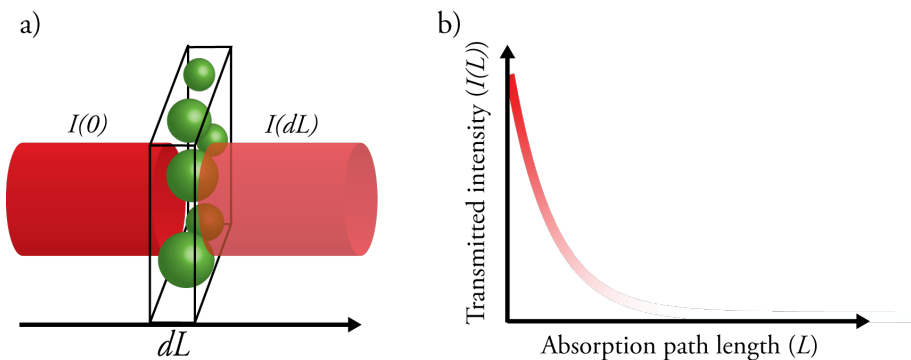 a)
I(0)
I(dL)
dL
b)
Transmitted intensity (I(L))
Absorption path length (L)